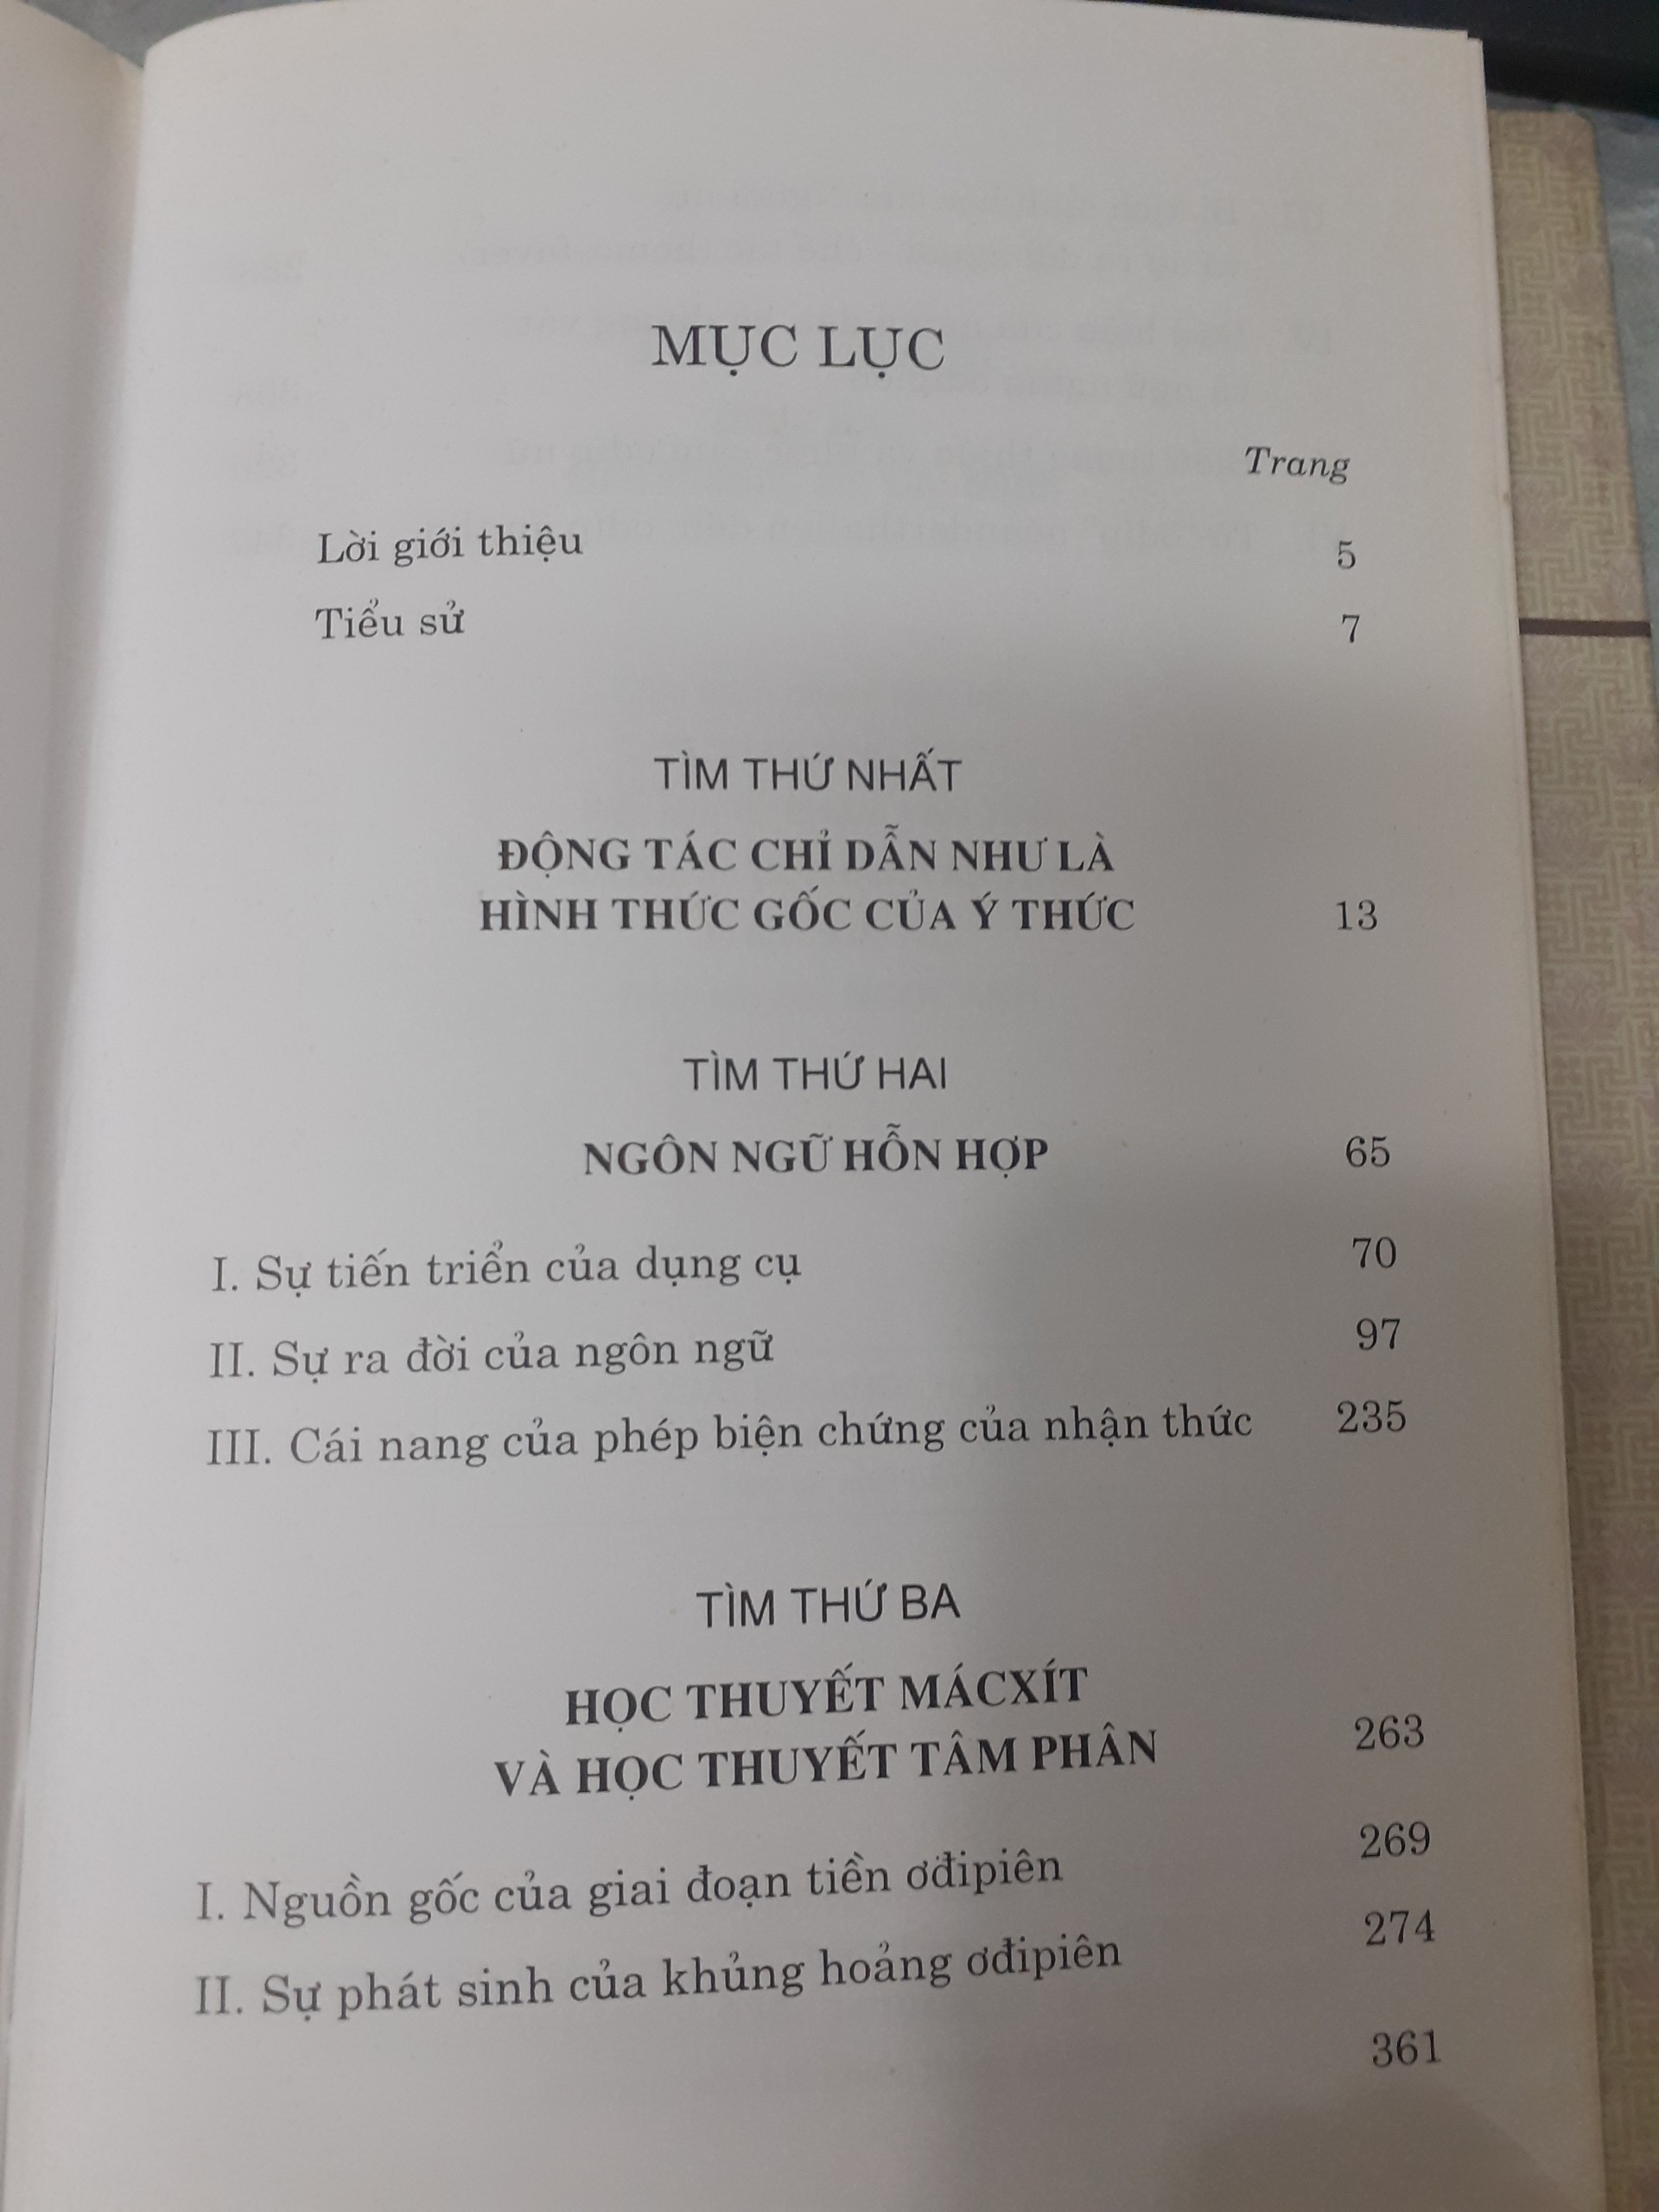 MỤC LỤC
Trang
Lời giới thiệu 5
Tiểu sử 7
TÌM THỨ NHẤT
ĐỘNG TÁC CHỈ DẪN NHƯ LÀ
HÌNH THỨC GỐC CỦA Ý THỨC 13
TÌM THỨ HAI
NGÔN NGỮ HỖN HỢP 65
I. Sự tiến triển của dụng cụ 70
II. Sự ra đời của ngôn ngữ 97
III. Cái nang của phép biện chứng của nhận thức 235
TÌM THỨ BA
HỌC THUYẾT MÁCXÍT
VÀ HỌC THUYẾT TÂM PHÂN 263
I. Nguồn gốc của giai đoạn tiền ơđipiên 269
II. Sự phát sinh của khủng hoảng ơđipiên 274
361